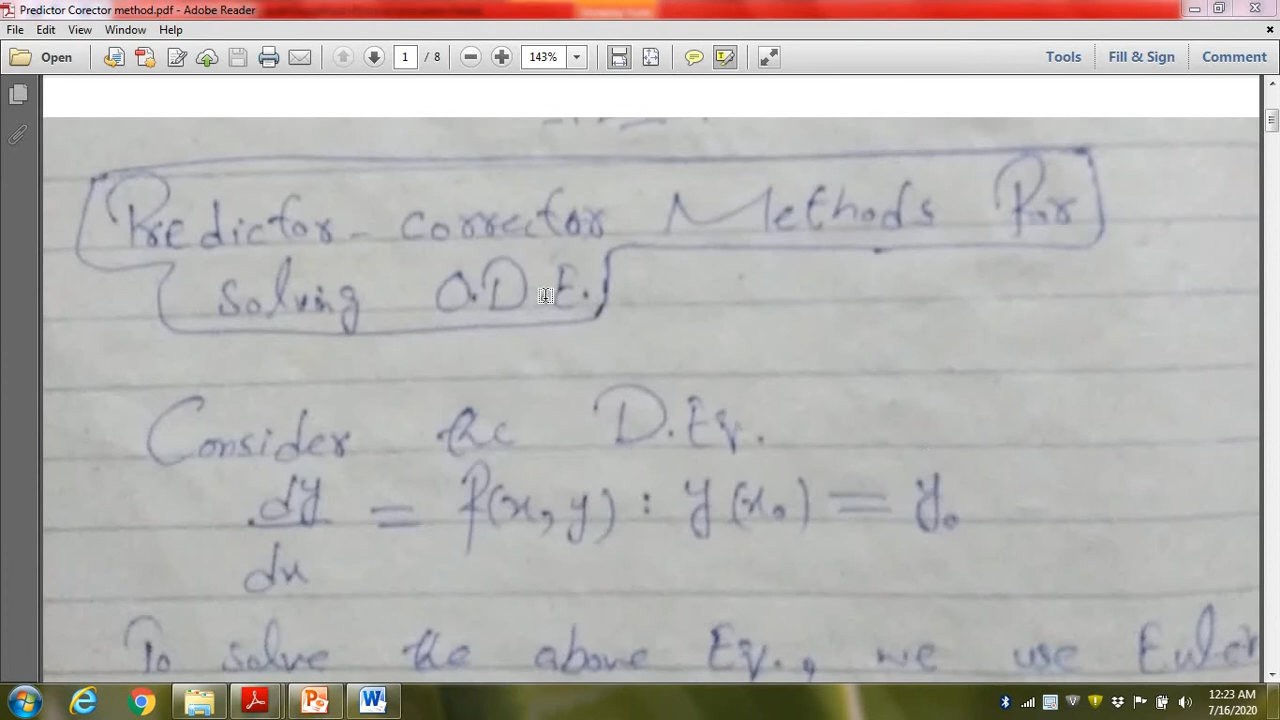 Predictor Corector method.pdf - Adobe Reader
File Edit View Window Help
Open 1 / 8 143% Tools Fill & Sign Comment
Predictor - corrector Methods For
solving O.D.E.
Consider the D.Eq.
dy
= f(x, y) : y(x₀) = y₀
dx
To solve the above Eq., we use Euler
12:23 AM
7/16/2020